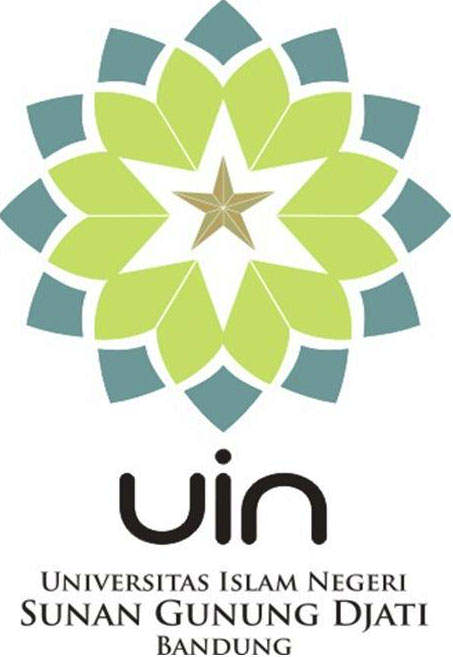 uin
UNIVERSITAS ISLAM NEGERI
SUNAN GUNUNG DJATI
BANDUNG